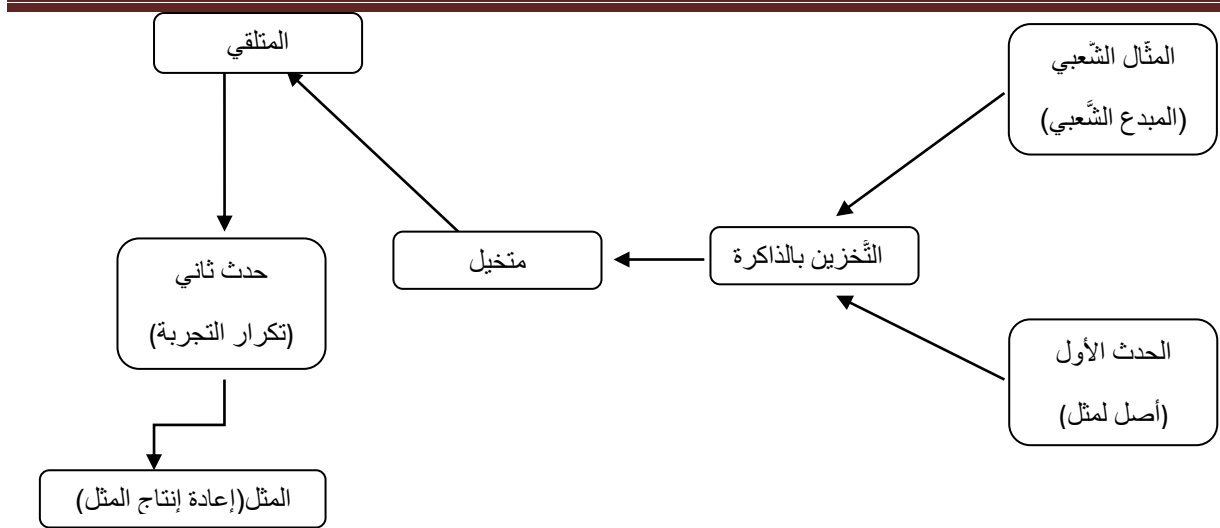 المثّال الشَّعبي
(المبدع الشَّعبي)
الحدث الأول
(أصل لمثل)
التَّخزين بالذاكرة
متخيل
المتلقي
حدث ثاني
(تكرار التجربة)
المثل(إعادة إنتاج المثل)